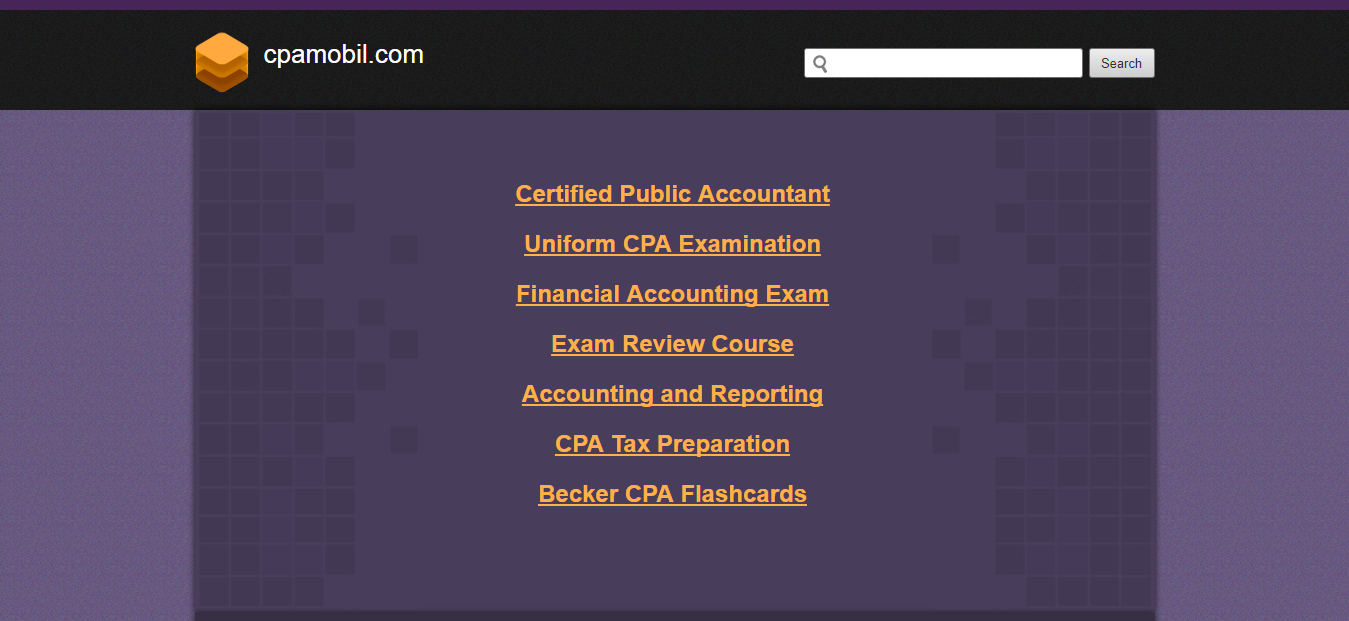 cpamobil.com
Search
Certified Public Accountant
Uniform CPA Examination
Financial Accounting Exam
Exam Review Course
Accounting and Reporting
CPA Tax Preparation
Becker CPA Flashcards